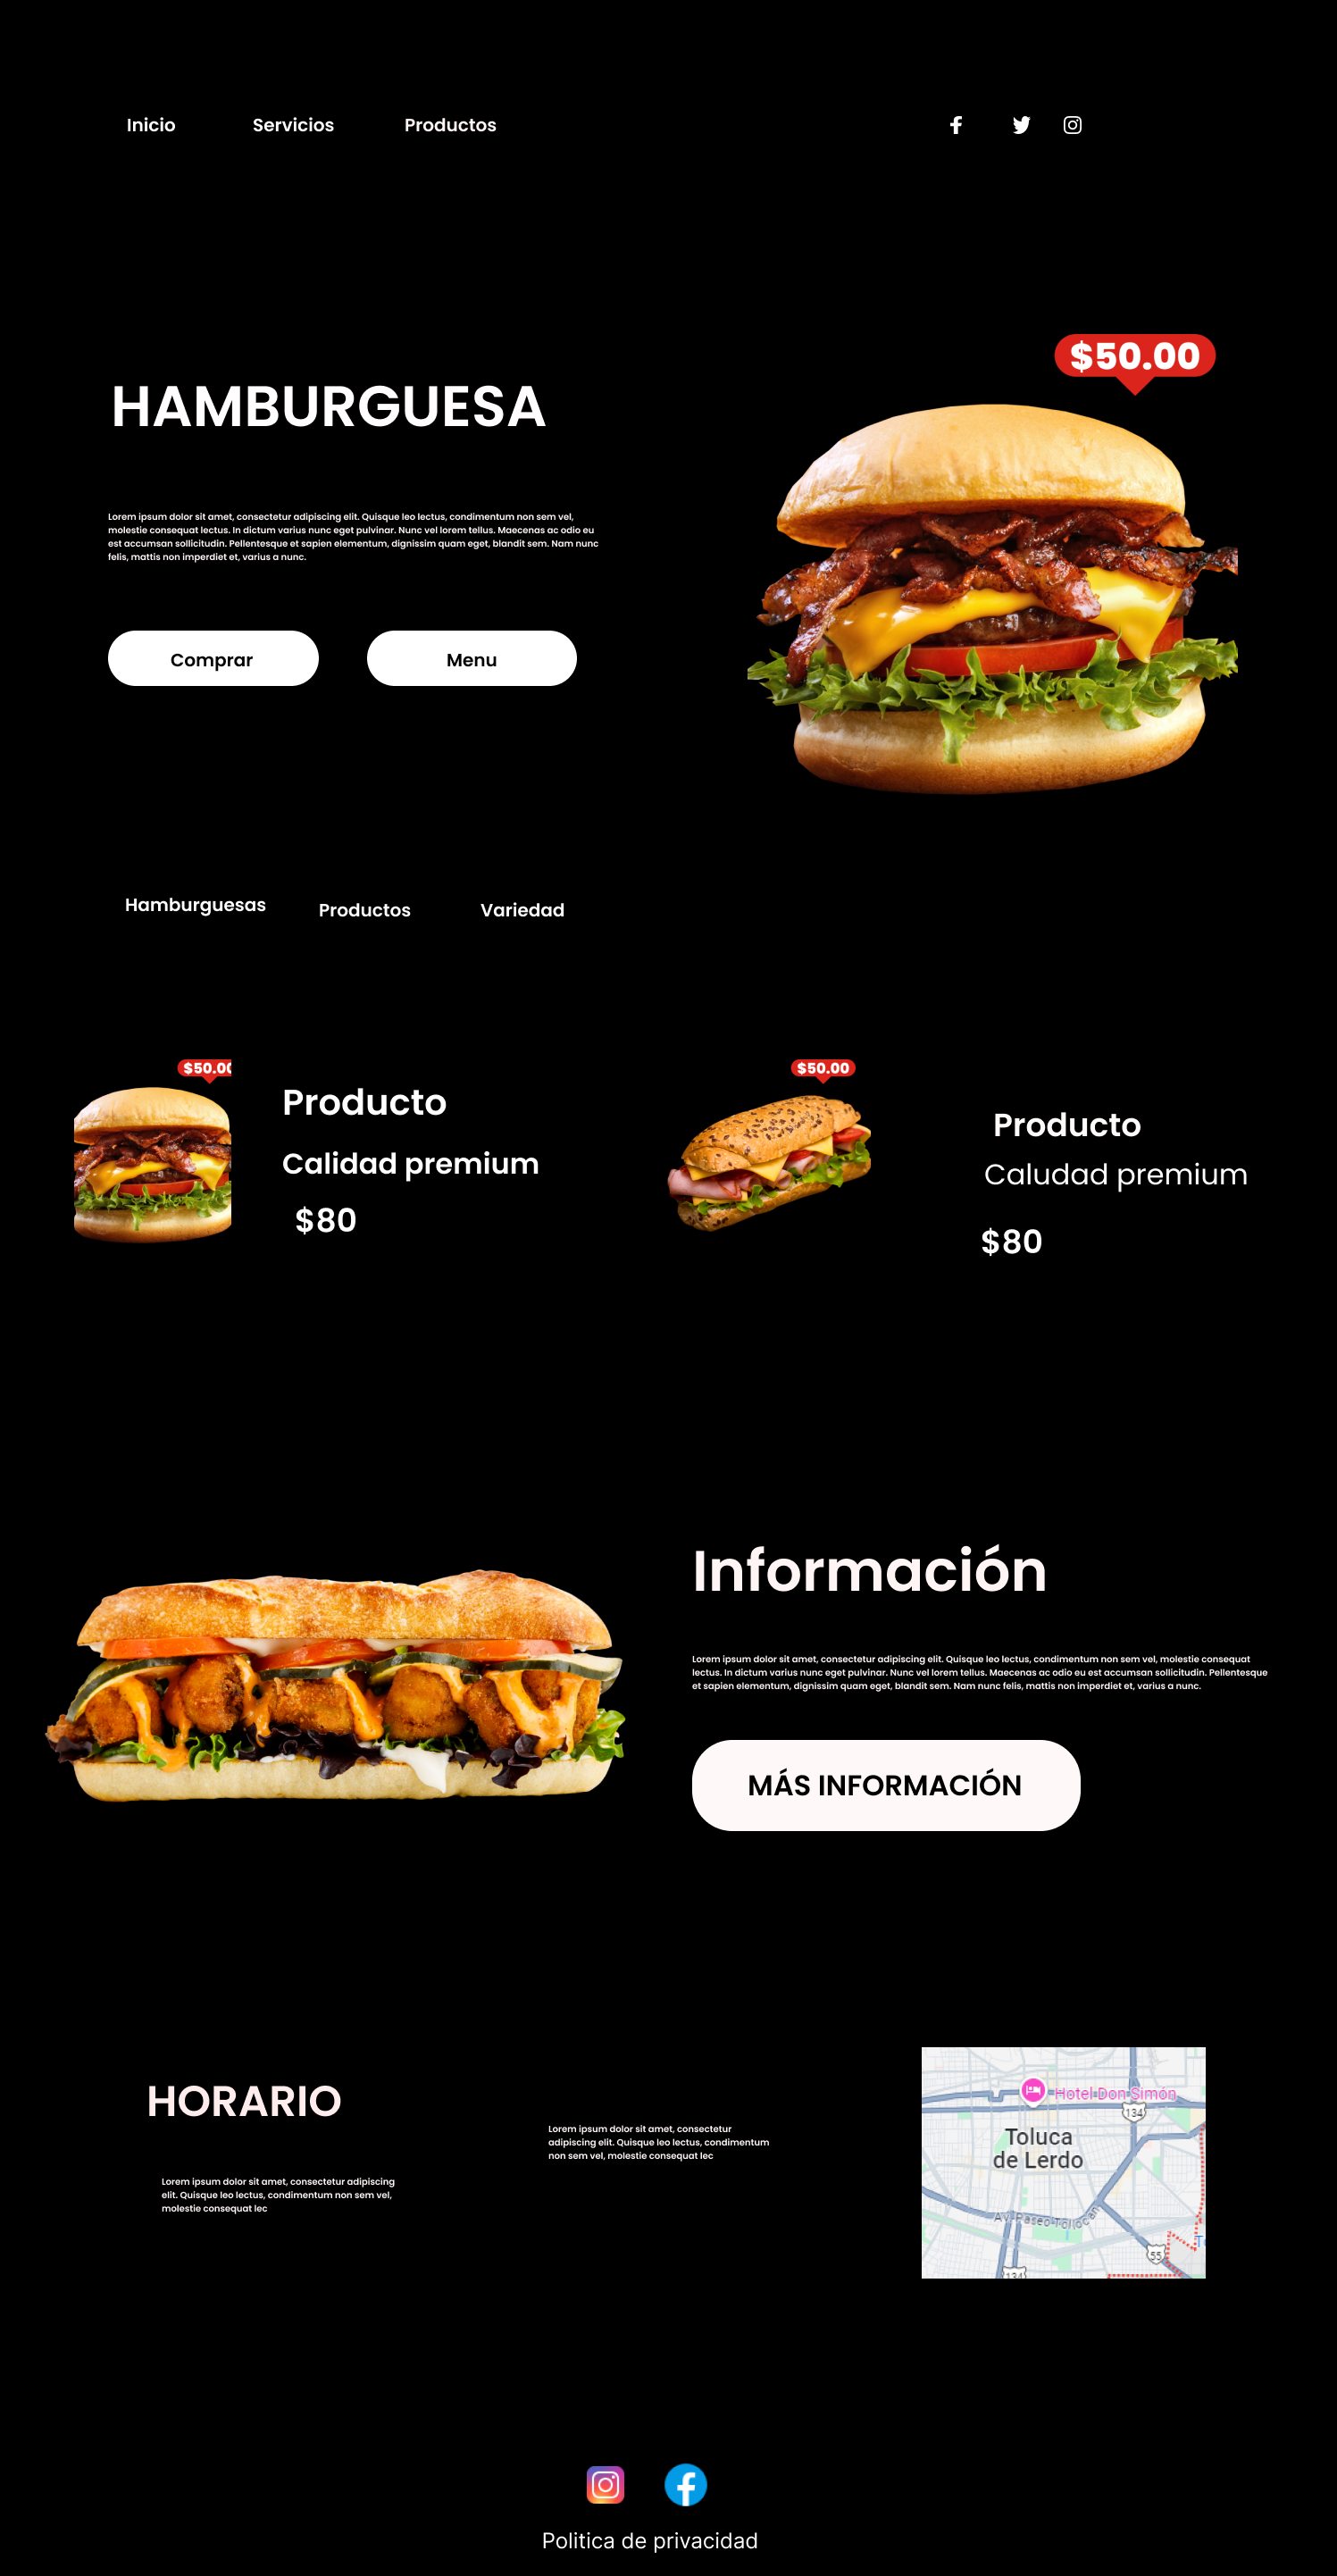 Inicio
Servicios
Productos
$50.00
HAMBURGUESA
Lorem ipsum dolor sit amet, consectetur adipiscing elit. Quisque leo lectus, condimentum non sem vel,
molestie consequat lectus. In dictum varius nunc eget pulvinar. Nunc vel lorem tellus. Maecenas ac odio eu
est accumsan sollicitudin. Pellentesque et sapien elementum, dignissim quam eget, blandit sem. Nam nunc
felis, mattis non imperdiet et, varius a nunc.
Comprar
Menu
Hamburguesas
Productos
Variedad
$50.00
Producto
Calidad premium
$80
$50.00
Producto
Caludad premium
$80
Información
Lorem ipsum dolor sit amet, consectetur adipiscing elit. Quisque leo lectus, condimentum non sem vel, molestie consequat
lectus. In dictum varius nunc eget pulvinar. Nunc vel lorem tellus. Maecenas ac odio eu est accumsan sollicitudin. Pellentesque
et sapien elementum, dignissim quam eget, blandit sem. Nam nunc felis, mattis non imperdiet et, varius a nunc.
MÁS INFORMACIÓN
HORARIO
Lorem ipsum dolor sit amet, consectetur adipiscing
elit. Quisque leo lectus, condimentum non sem vel,
molestie consequat lec
Lorem ipsum dolor sit amet, consectetur
adipiscing elit. Quisque leo lectus, condimentum
non sem vel, molestie consequat lec
Hotel Don Simón
134
Toluca
de Lerdo
AV. Paseo Tollocan
55
134
Politica de privacidad